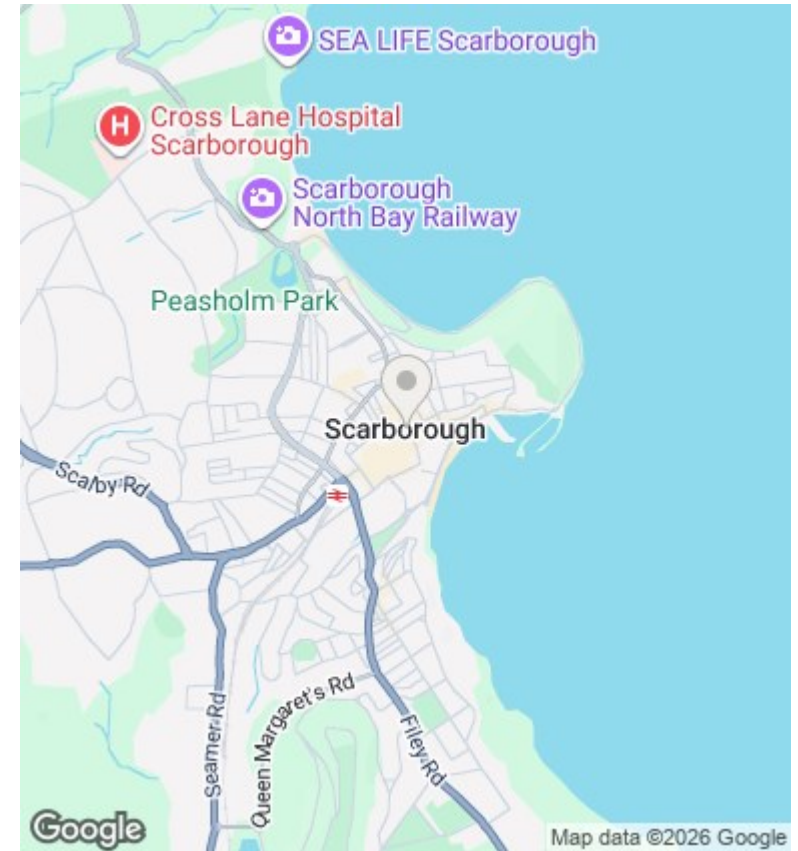 SEA LIFE Scarborough
H
Cross Lane Hospital
Scarborough
Scarborough
North Bay Railway
Peasholm Park
Scarborough
Scalby Rd
Seamer Rd
Queen Margaret's Rd
Filey Rd
Google
Map data ©2026 Google